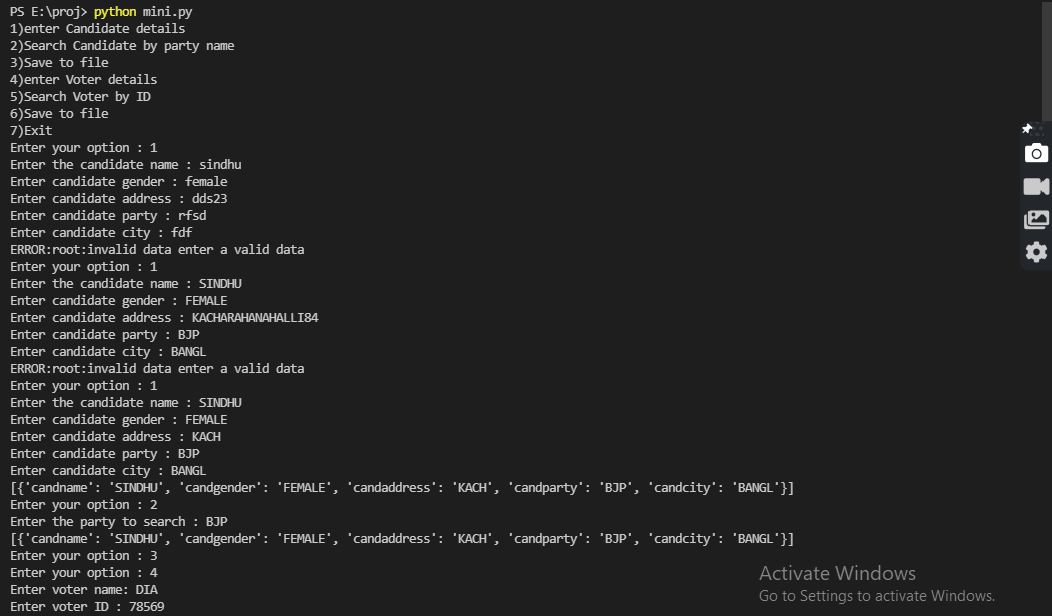 PS E:\proj> python mini.py
1)enter Candidate details
2)Search Candidate by party name
3)Save to file
4)enter Voter details
5)Search Voter by ID
6)Save to file
7)Exit
Enter your option : 1
Enter the candidate name : sindhu
Enter candidate gender : female
Enter candidate address : dds23
Enter candidate party : rfsd
Enter candidate city : fdf
ERROR:root:invalid data enter a valid data
Enter your option : 1
Enter the candidate name : SINDHU
Enter candidate gender : FEMALE
Enter candidate address : KACHARAHANAHALLI84
Enter candidate party : BJP
Enter candidate city : BANGL
ERROR:root:invalid data enter a valid data
Enter your option : 1
Enter the candidate name : SINDHU
Enter candidate gender : FEMALE
Enter candidate address : KACH
Enter candidate party : BJP
Enter candidate city : BANGL
[{'candname': 'SINDHU', 'candgender': 'FEMALE', 'candaddress': 'KACH', 'candparty': 'BJP', 'candcity': 'BANGL'}]
Enter your option : 2
Enter the party to search : BJP
[{'candname': 'SINDHU', 'candgender': 'FEMALE', 'candaddress': 'KACH', 'candparty': 'BJP', 'candcity': 'BANGL'}]
Enter your option : 3
Enter your option : 4
Enter voter name: DIA
Enter voter ID : 78569
Activate Windows
Go to Settings to activate Windows.